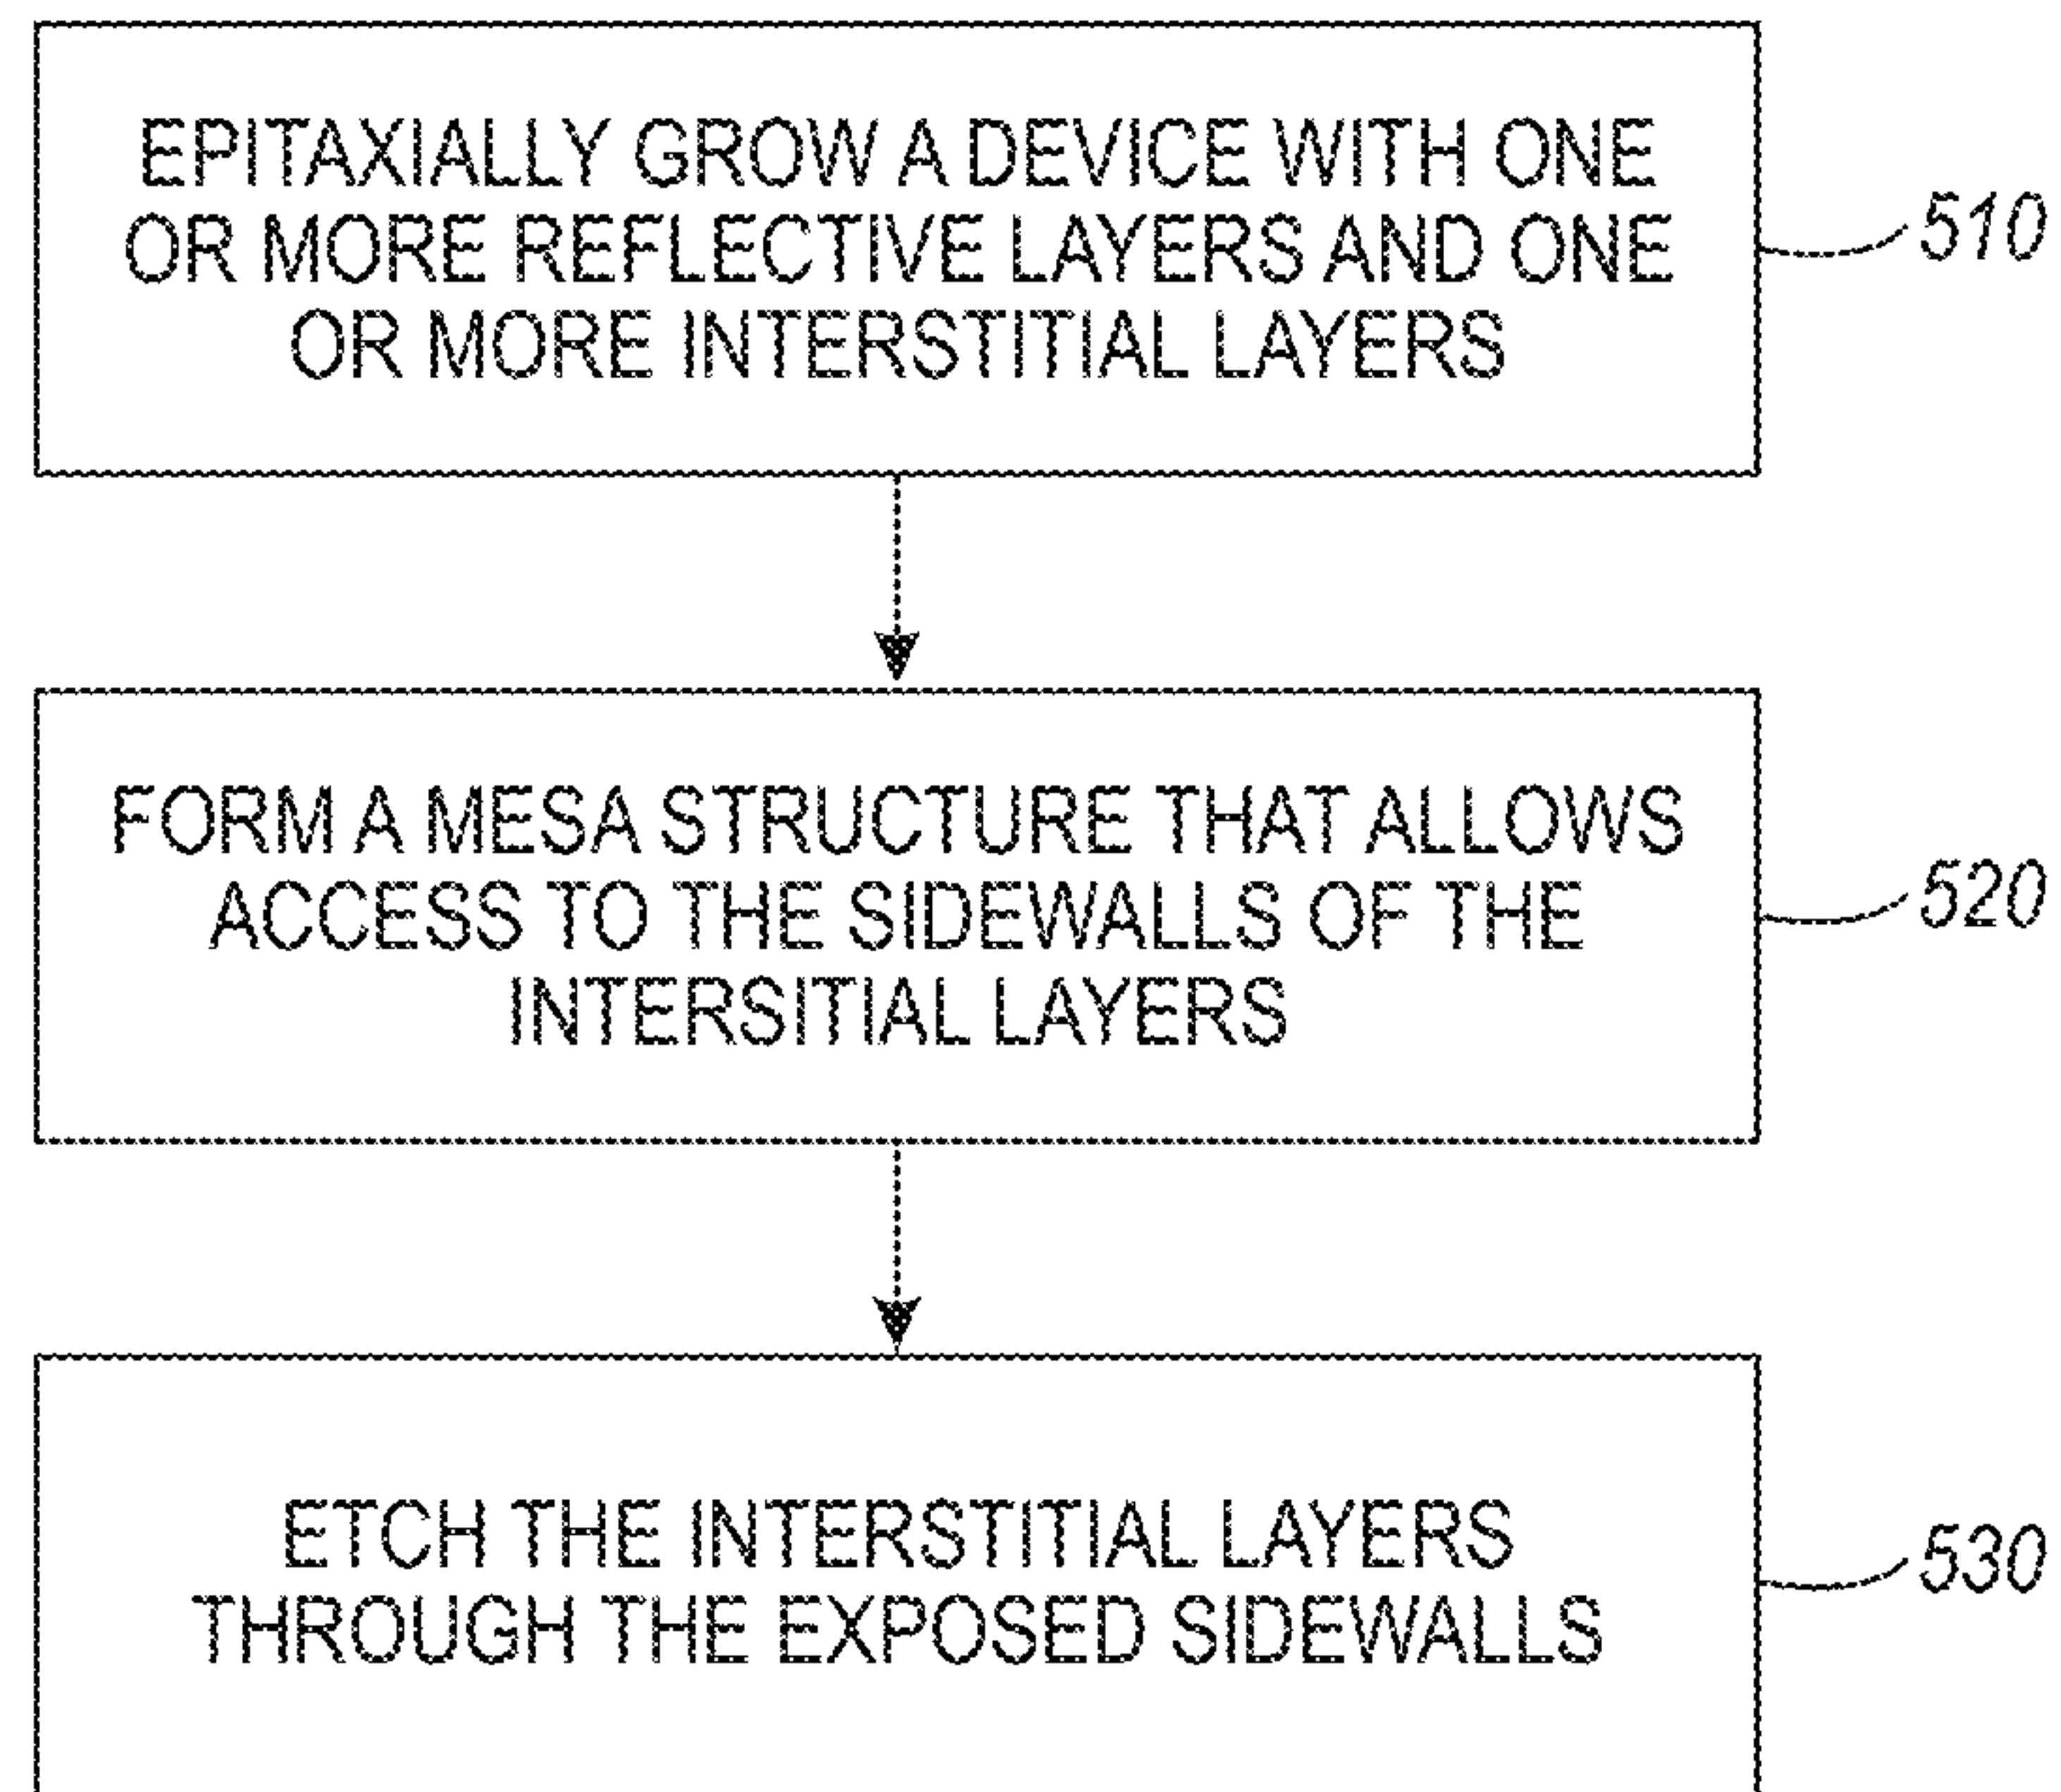 EPITAXIALLY GROW A DEVICE WITH ONE
OR MORE REFLECTIVE LAYERS AND ONE
OR MORE INTERSTITIAL LAYERS
510
FORM A MESA STRUCTURE THAT ALLOWS
ACCESS TO THE SIDEWALLS OF THE
INTERSITIAL LAYERS
520
ETCH THE INTERSTITIAL LAYERS
THROUGH THE EXPOSED SIDEWALLS
530